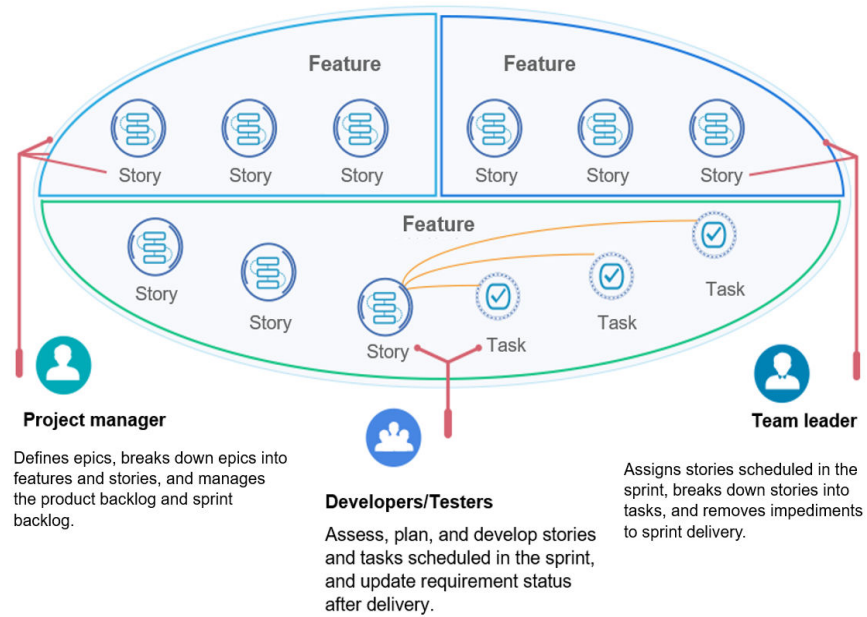 Feature
Feature
Story
Story
Story
Story
Story
Story
Feature
Story
Story
Story
Task
Task
Task
Project manager
Defines epics, breaks down epics into
features and stories, and manages
the product backlog and sprint
backlog.
Developers/Testers
Assess, plan, and develop stories
and tasks scheduled in the sprint,
and update requirement status
after delivery.
Team leader
Assigns stories scheduled in the
sprint, breaks down stories into
tasks, and removes impediments
to sprint delivery.